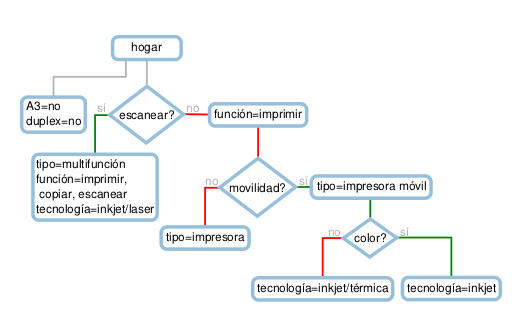 hogar
A3=no
duplex=no
sí
escanear?
no
función=imprimir
tipo=multifunción
función=imprimir,
copiar, escanear
tecnología=inkjet/laser
no
movilidad?
sí
tipo=impresora móvil
tipo=impresora
no
color?
sí
tecnología=inkjet/térmica
tecnología=inkjet